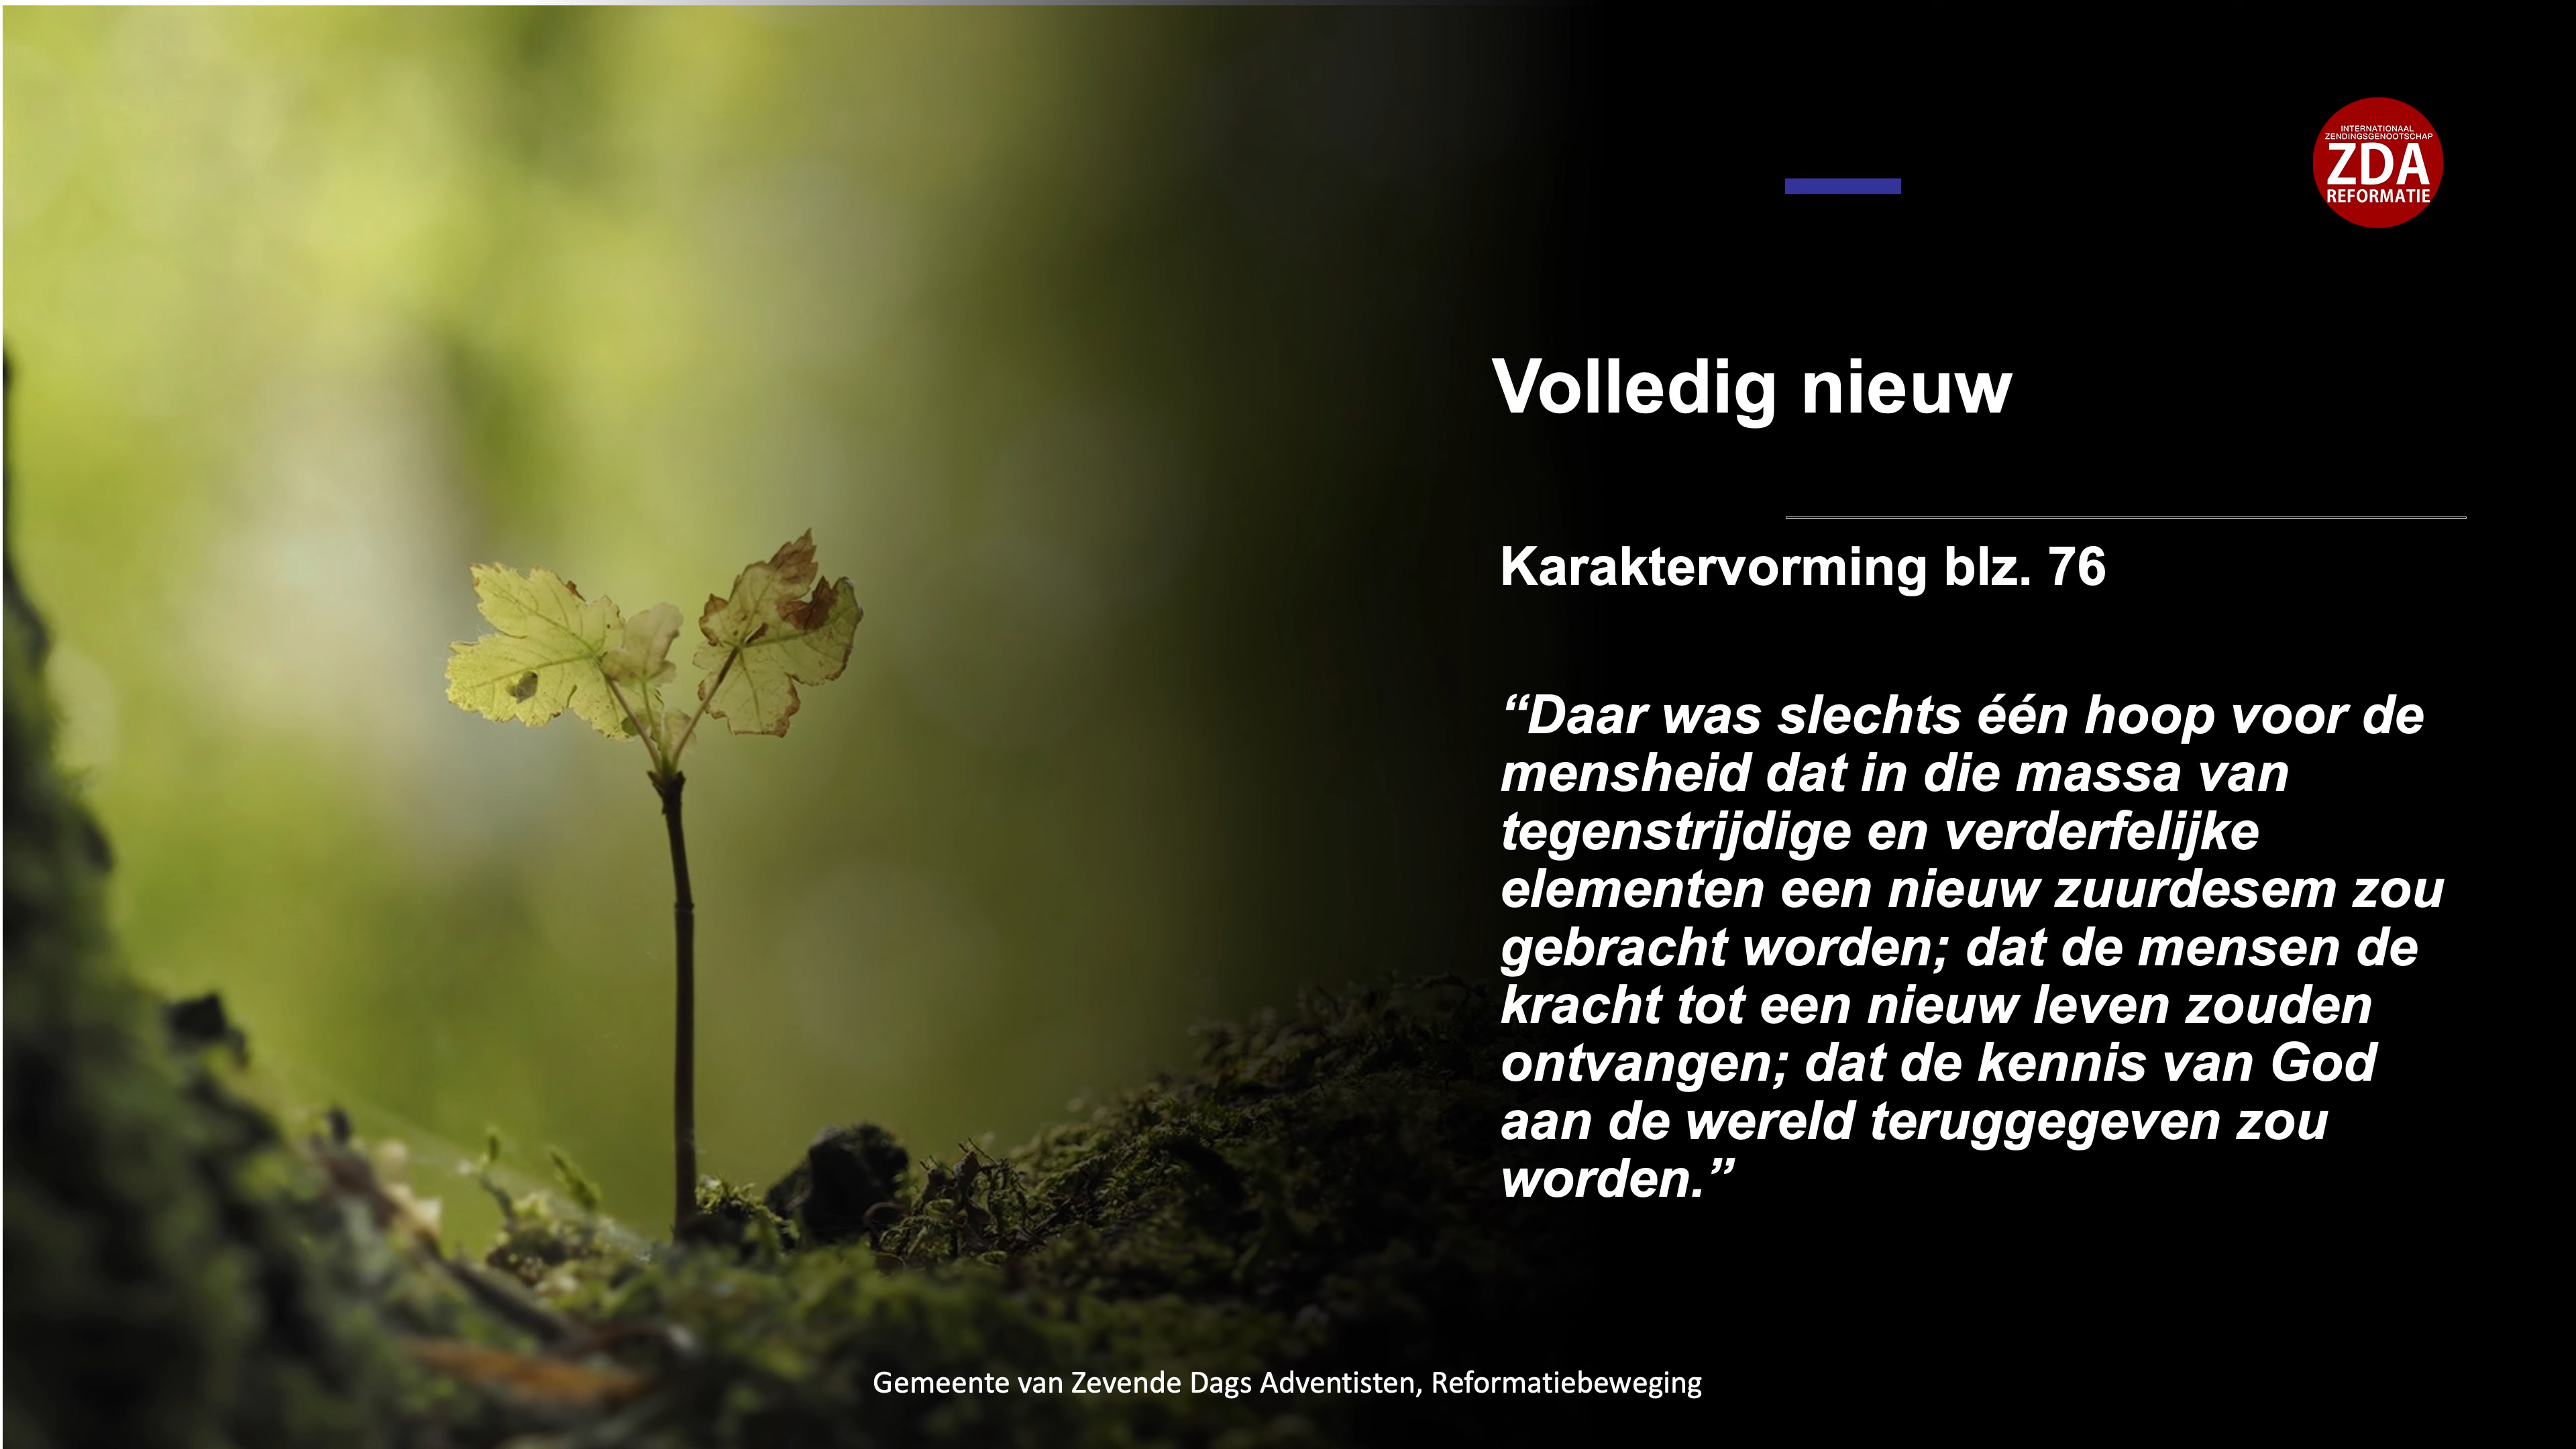 INTERNATIONAAL
ZENDINGSGENOOTSCHAP
ZDA
REFORMATIE
Volledig nieuw
Karaktervorming blz. 76
“Daar was slechts één hoop voor de
mensheid dat in die massa van
tegenstrijdige en verderfelijke
elementen een nieuw zuurdesem zou
gebracht worden; dat de mensen de
kracht tot een nieuw leven zouden
ontvangen; dat de kennis van God
aan de wereld teruggegeven zou
worden.”
Gemeente van Zevende Dags Adventisten, Reformatiebeweging